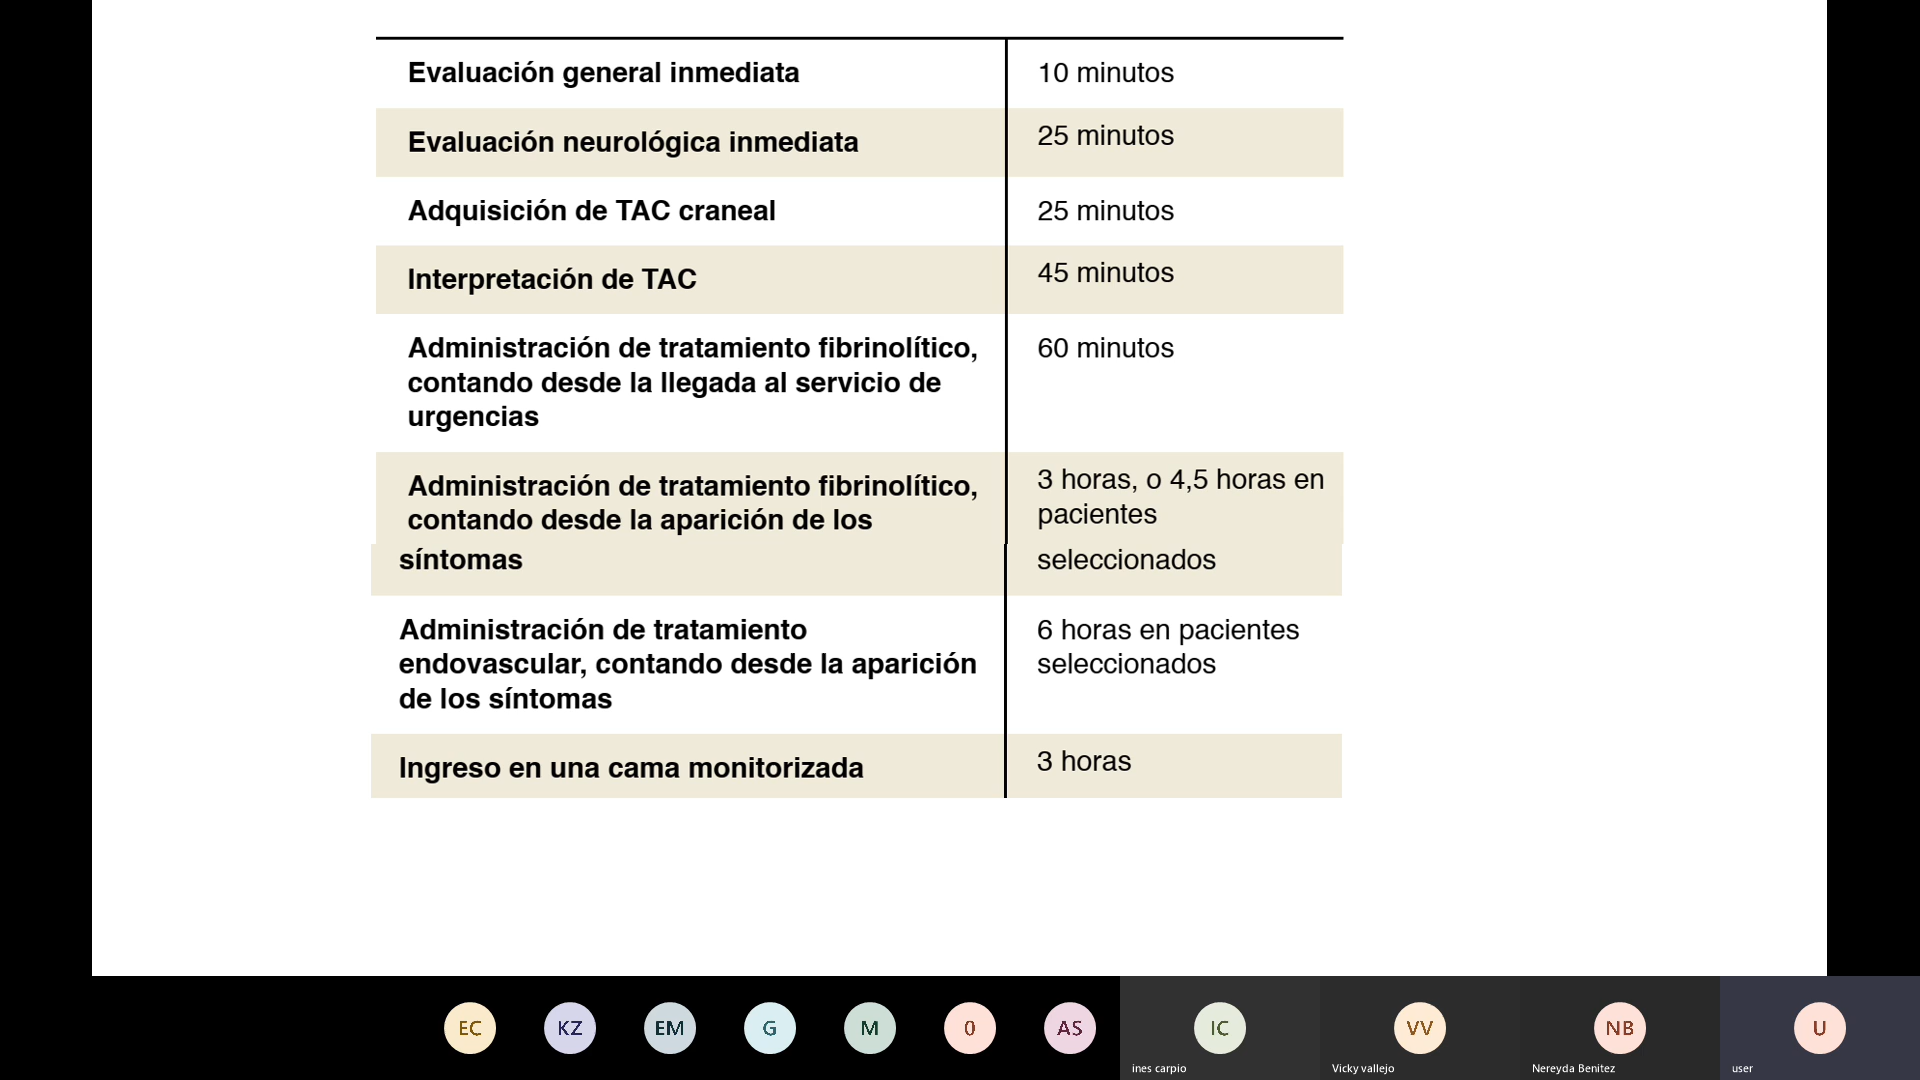 Evaluación general inmediata
10 minutos
Evaluación neurológica inmediata
25 minutos
Adquisición de TAC craneal
25 minutos
Interpretación de TAC
45 minutos
Administración de tratamiento fibrinolítico,
contando desde la llegada al servicio de
urgencias
60 minutos
Administración de tratamiento fibrinolítico,
contando desde la aparición de los
síntomas
3 horas, o 4,5 horas en
pacientes
seleccionados
Administración de tratamiento
endovascular, contando desde la aparición
de los síntomas
6 horas en pacientes
seleccionados
Ingreso en una cama monitorizada
3 horas
EC
KZ
EM
G
M
0
AS
IC
ines carpio
VV
Vicky vallejo
NB
Nereyda Benitez
U
user